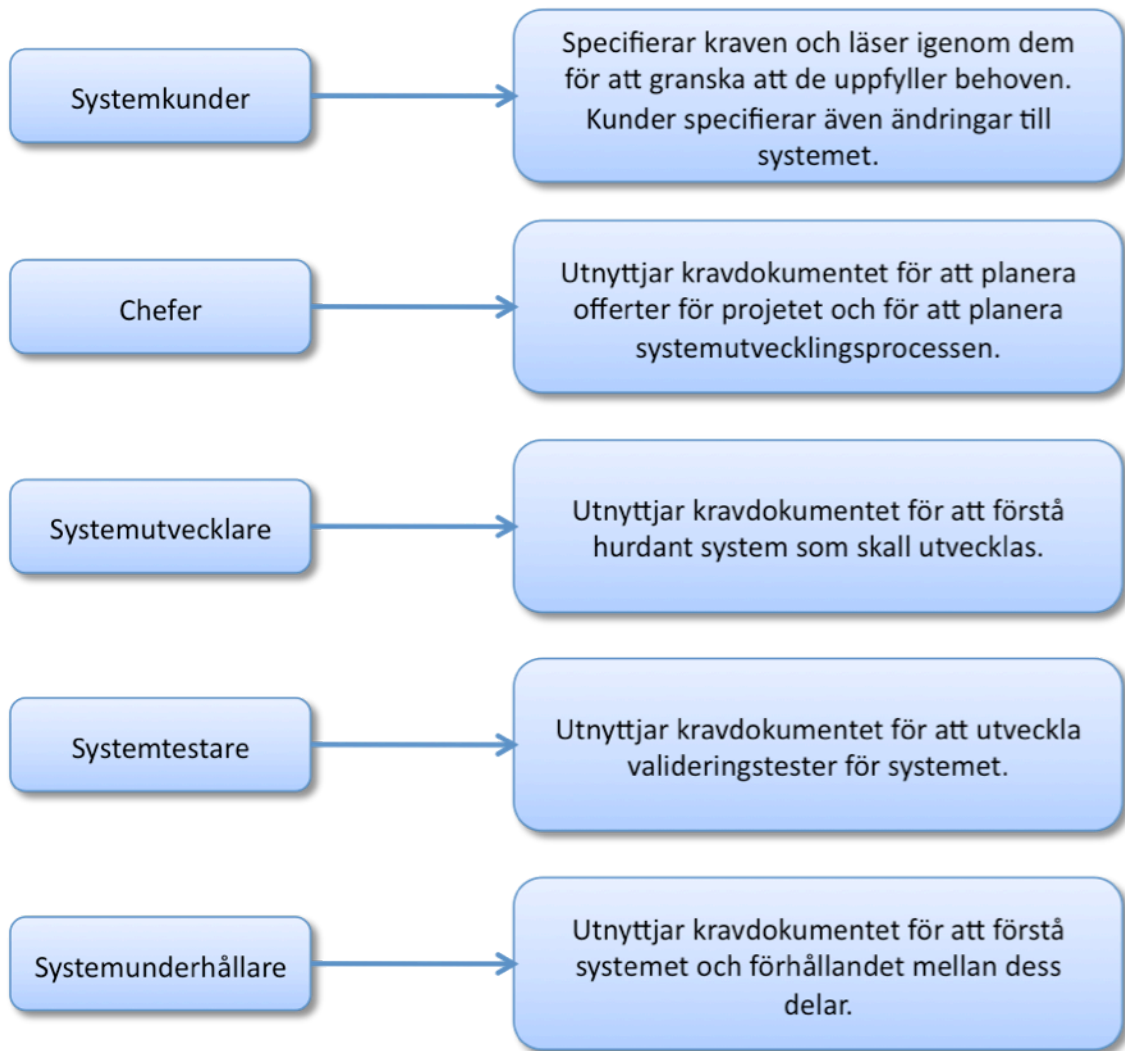 Systemkunder
Specifierar kraven och läser igenom dem
för att granska att de uppfyller behoven.
Kunder specifierar även ändringar till
systemet.
Chefer
Utnyttjar kravdokumentet för att planera
offerter för projetet och för att planera
systemutvecklingsprocessen.
Systemutvecklare
Utnyttjar kravdokumentet för att förstå
hurdant system som skall utvecklas.
Systemtestare
Utnyttjar kravdokumentet för att utveckla
valideringstester för systemet.
Systemunderhållare
Utnyttjar kravdokumentet för att förstå
systemet och förhållandet mellan dess
delar.